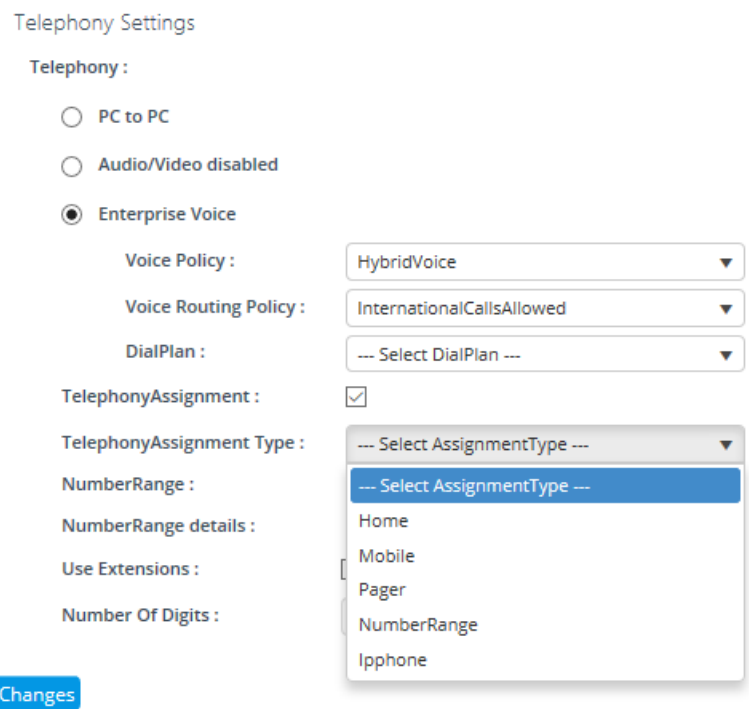 Telephony Settings
Telephony :
PC to PC
Audio/Video disabled
Enterprise Voice
Voice Policy : HybridVoice
Voice Routing Policy : InternationalCallsAllowed
DialPlan : --- Select DialPlan ---
TelephonyAssignment :
TelephonyAssignment Type : --- Select AssignmentType ---
NumberRange : --- Select AssignmentType ---
Home
NumberRange details :
Mobile
Use Extensions :
Pager
Number Of Digits : NumberRange
Ipphone
Changes